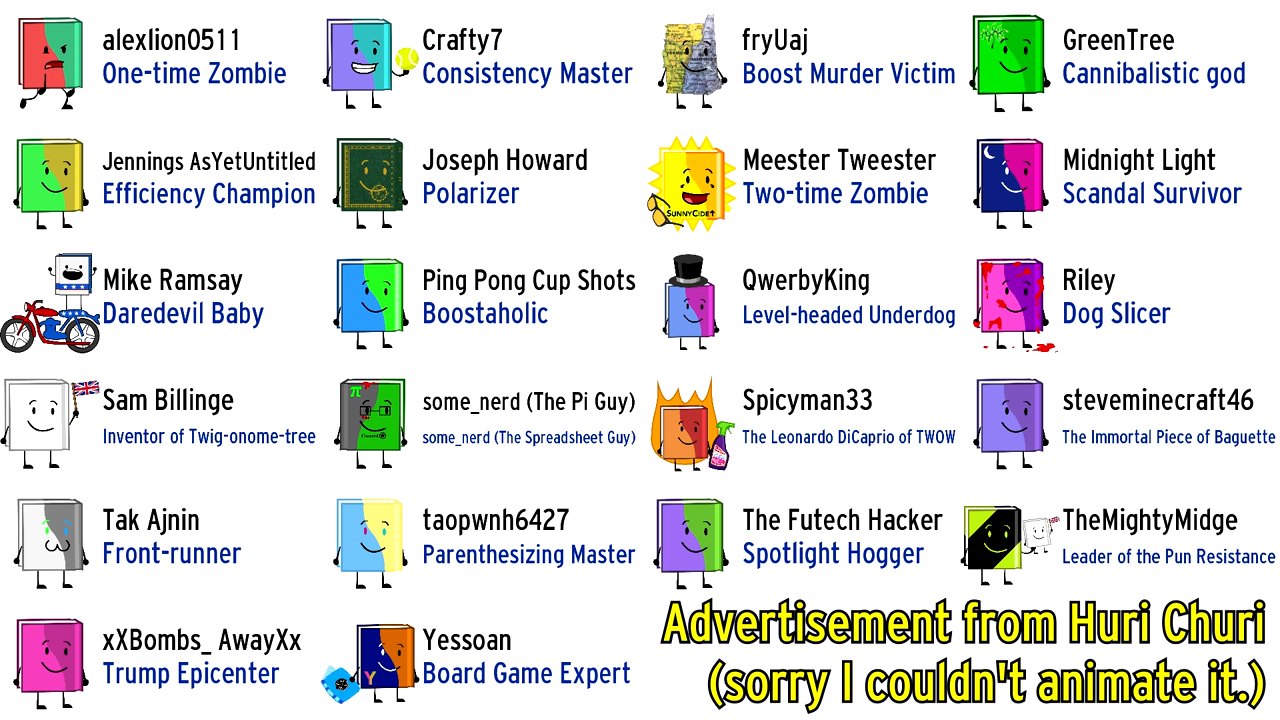 alexlion0511
One-time Zombie
Crafty7
Consistency Master
fryUaj
Boost Murder Victim
GreenTree
Cannibalistic god
Jennings AsYetUntitled
Efficiency Champion
Joseph Howard
Polarizer
Meester Tweester
Two-time Zombie
SUNNYCIDE↑
Midnight Light
Scandal Survivor
Mike Ramsay
Daredevil Baby
Ping Pong Cup Shots
Boostaholic
QwerbyKing
Level-headed Underdog
Riley
Dog Slicer
Sam Billinge
Inventor of Twig-onome-tree
π
some_nerd (The Pi Guy)
some_nerd (The Spreadsheet Guy)
Spicyman33
The Leonardo DiCaprio of TWOW
steveminecraft46
The Immortal Piece of Baguette
Tak Ajnin
Front-runner
taopwnh6427
Parenthesizing Master
The Futech Hacker
Spotlight Hogger
TheMightyMidge
Leader of the Pun Resistance
xXBombs_ AwayXx
Trump Epicenter
Y
Yessoan
Board Game Expert
Advertisement from Huri Churi
(sorry I couldn't animate it.)